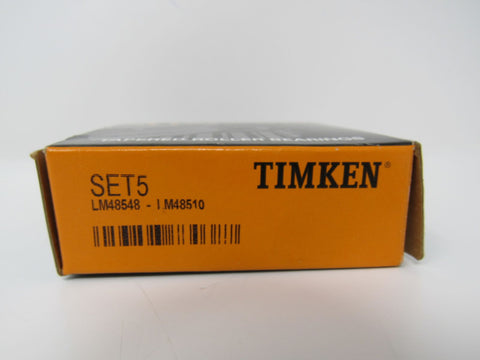 TAPERED ROLLER BEARINGS
SET5
TIMKEN®
LM48548 - LM48510